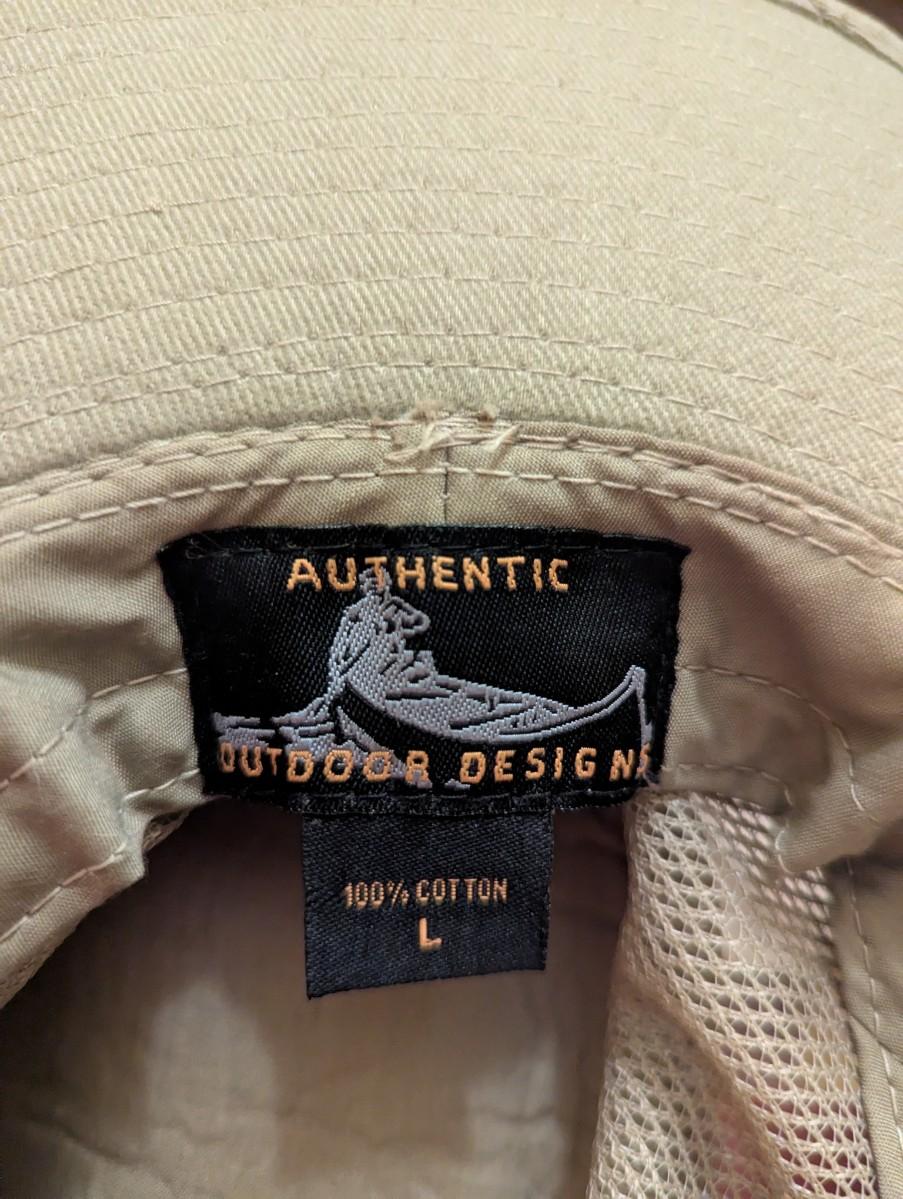 AUTHENTIC
OUTDOOR DESIGNS
100% COTTON
L